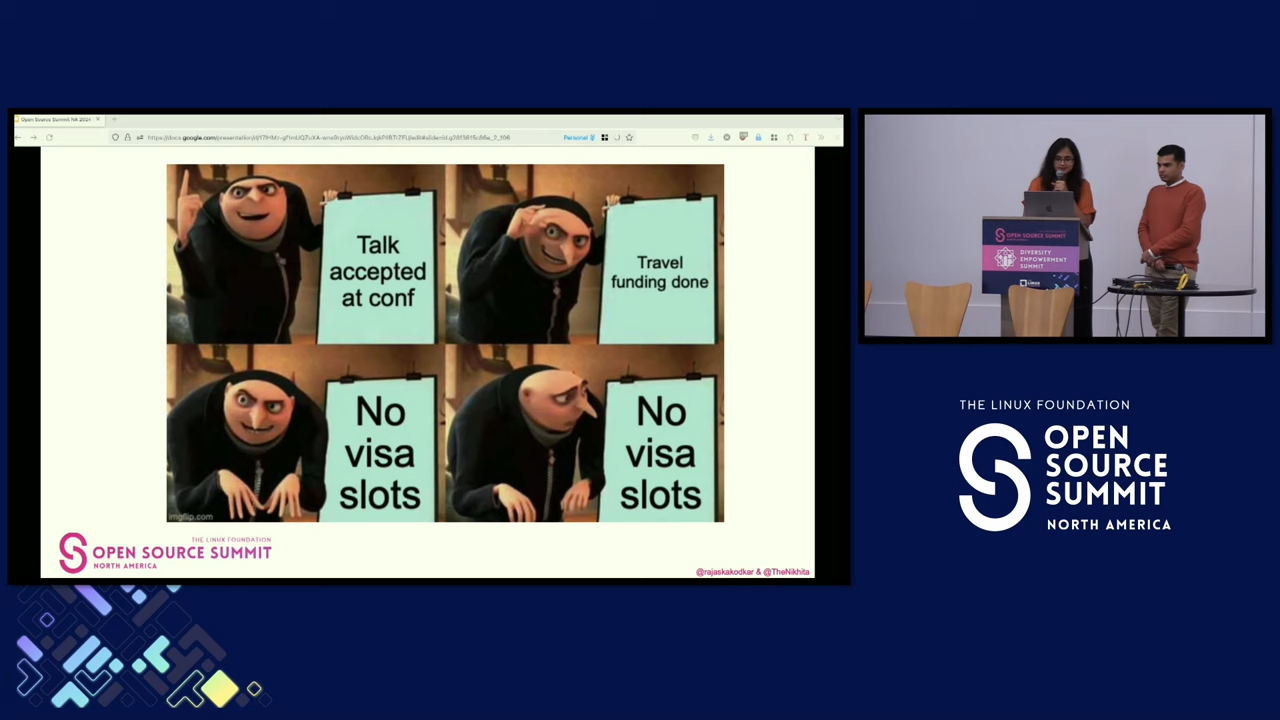 Open Source Summit NA 2024
Personal
Talk
accepted
at conf
Travel
funding done
No
visa
slots
No
visa
slots
imgflip.com
THE LINUX FOUNDATION
OPEN SOURCE SUMMIT
NORTH AMERICA
@rajaskakodkar & @TheNikhita
OPEN SOURCE SUMMIT
DIVERSITY
EMPOWERMENT
SUMMIT
LINUX
THE LINUX FOUNDATION
OPEN
SOURCE
SUMMIT
NORTH AMERICA